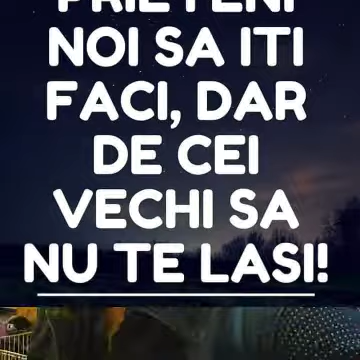 PRIETENI
NOI SA ITI
FACI, DAR
DE CEI
VECHI SA
NU TE LASI!